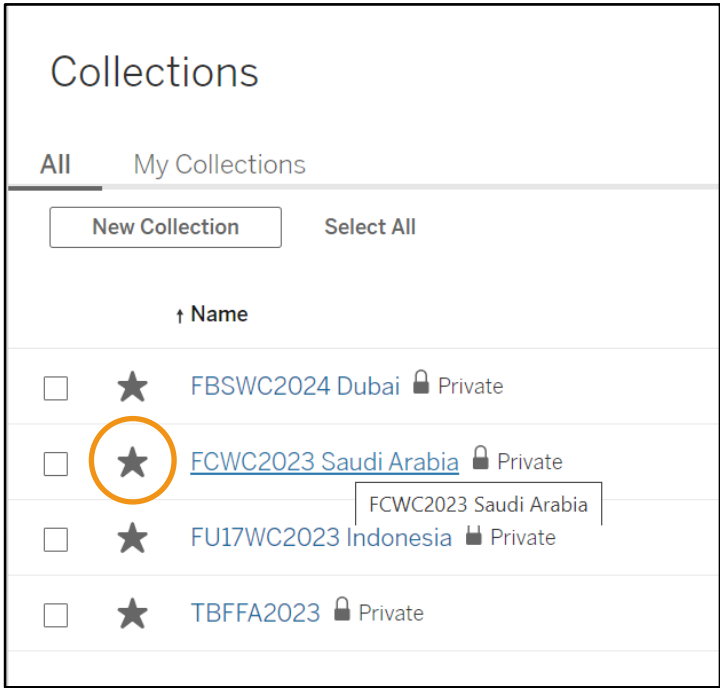 Collections
All My Collections
New Collection Select All
↑ Name
FBSWC2024 Dubai Private
FCWC2023 Saudi Arabia Private
FCWC2023 Saudi Arabia
FU17WC2023 Indonesia Private
TBFFA2023 Private